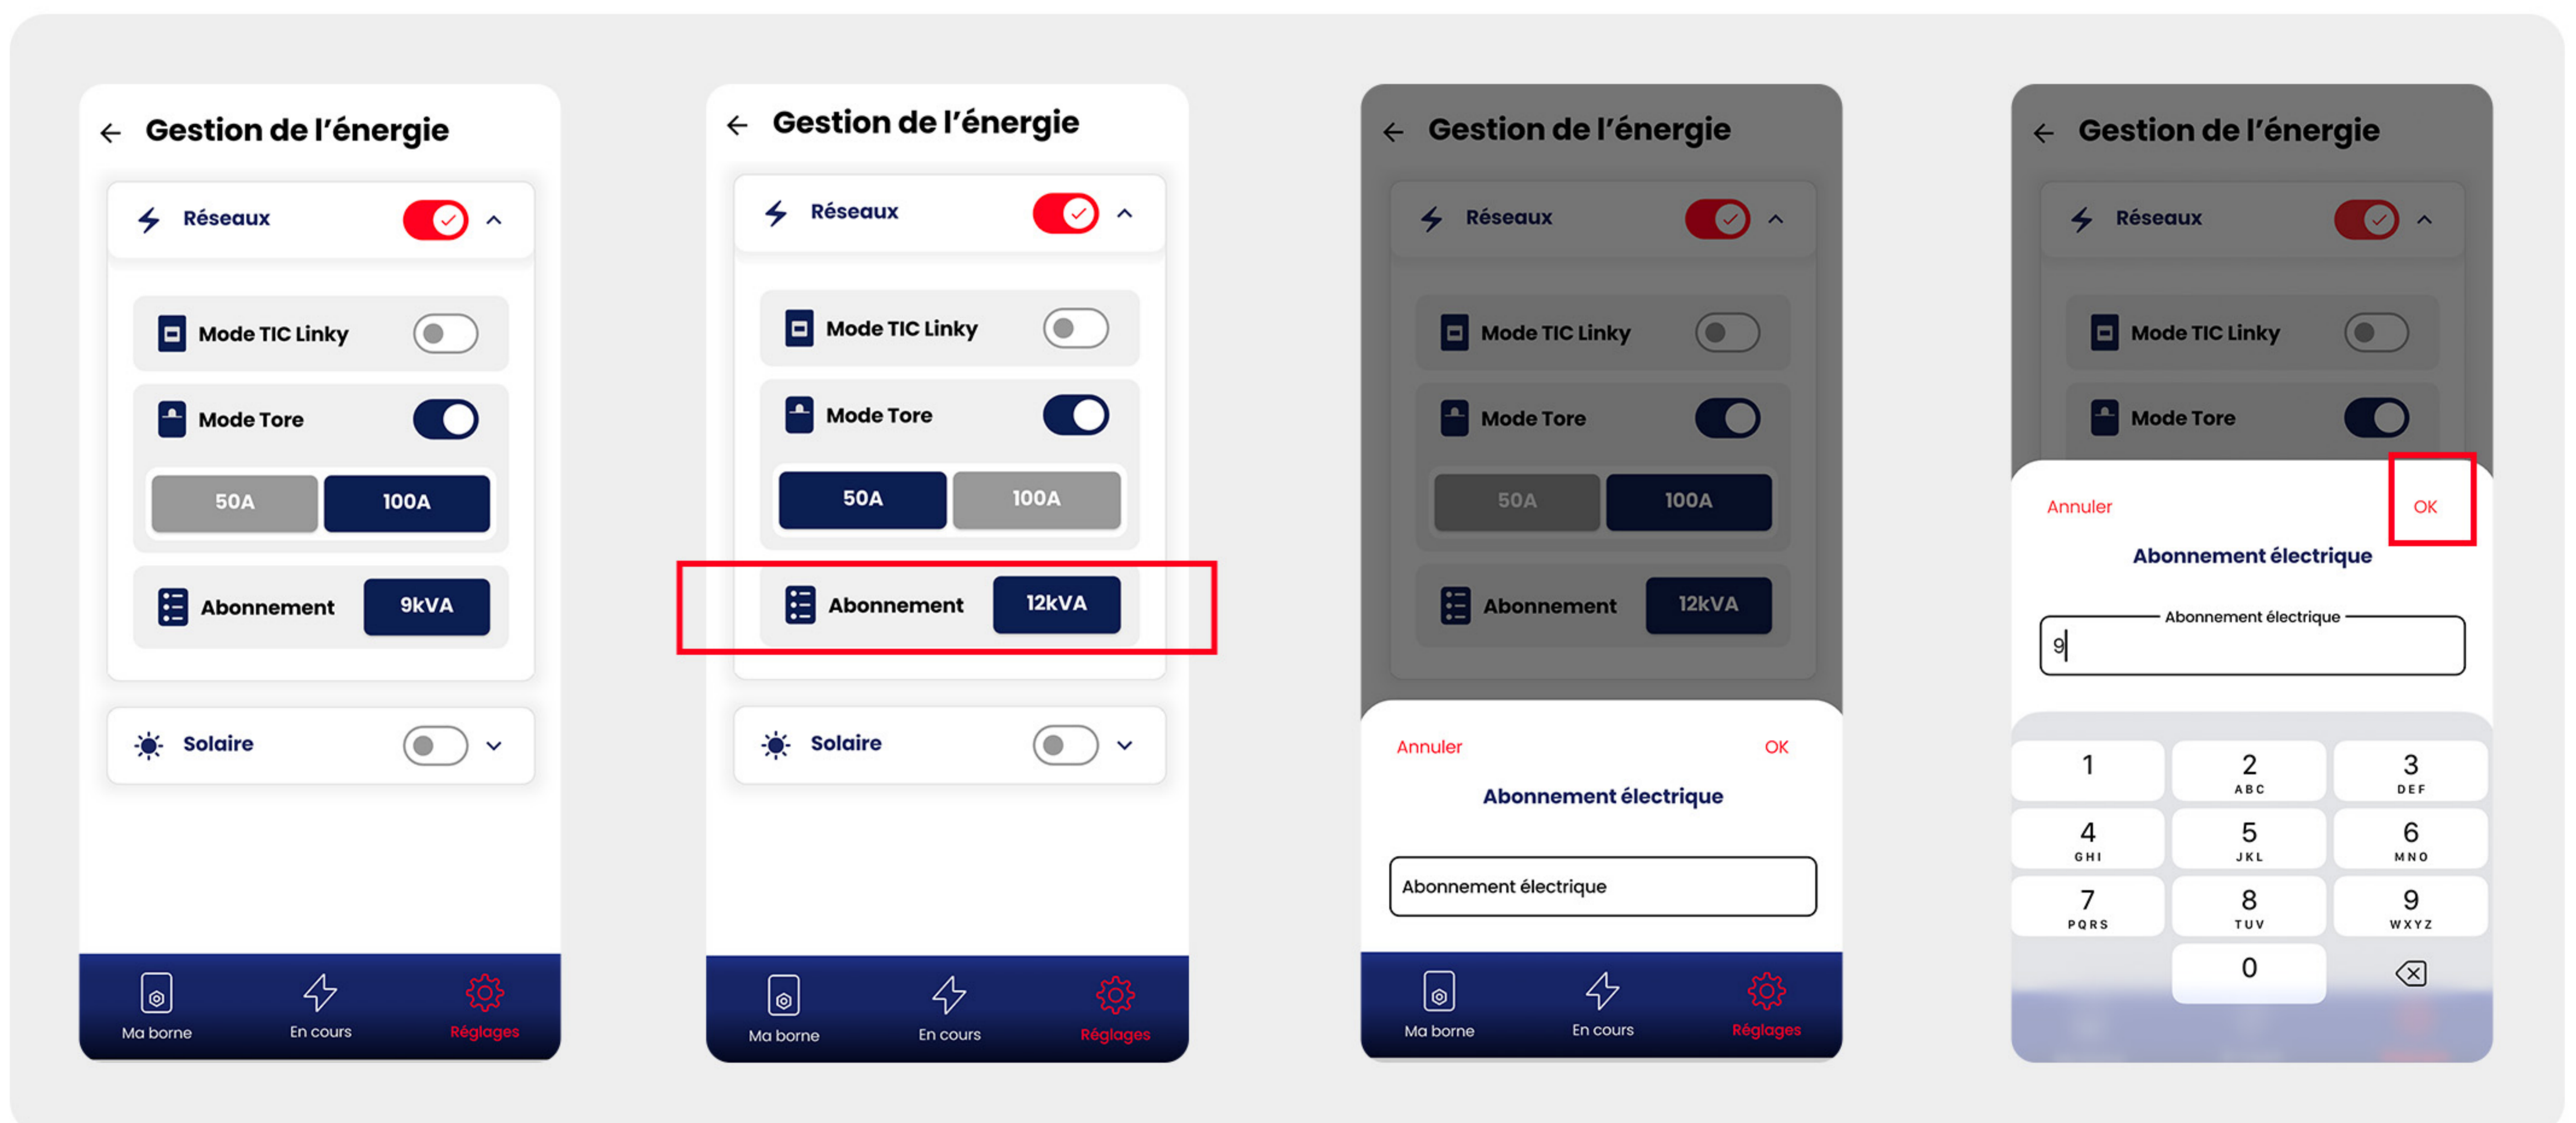 Gestion de l’énergie
Réseaux
Mode TIC Linky
Mode Tore
50A 100A
Abonnement 9kVA
Solaire
Ma borne En cours Réglages
Gestion de l’énergie
Réseaux
Mode TIC Linky
Mode Tore
50A 100A
Abonnement 12kVA
Solaire
Ma borne En cours Réglages
Gestion de l’énergie
Réseaux
Mode TIC Linky
Mode Tore
50A 100A
Abonnement 12kVA
Annuler OK
Abonnement électrique
Abonnement électrique
Ma borne En cours Réglages
Gestion de l’énergie
Réseaux
Mode TIC Linky
Mode Tore
Annuler OK
Abonnement électrique
Abonnement électrique
9
1 2 3
ABC DEF
4 5 6
GHI JKL MNO
7 8 9
PQRS TUV WXYZ
0